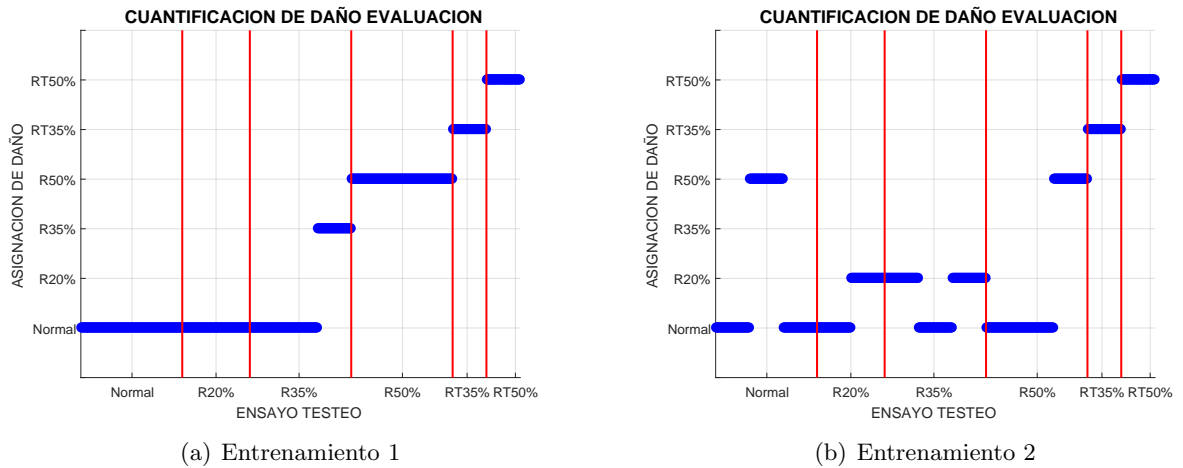 CUANTIFICACION DE DAÑO EVALUACION
ASIGNACION DE DAÑO
RT50%
RT35%
R50%
R35%
R20%
Normal
Normal R20% R35% R50% RT35% RT50%
ENSAYO TESTEO
(a) Entrenamiento 1
CUANTIFICACION DE DAÑO EVALUACION
ASIGNACION DE DAÑO
RT50%
RT35%
R50%
R35%
R20%
Normal
Normal R20% R35% R50% RT35% RT50%
ENSAYO TESTEO
(b) Entrenamiento 2